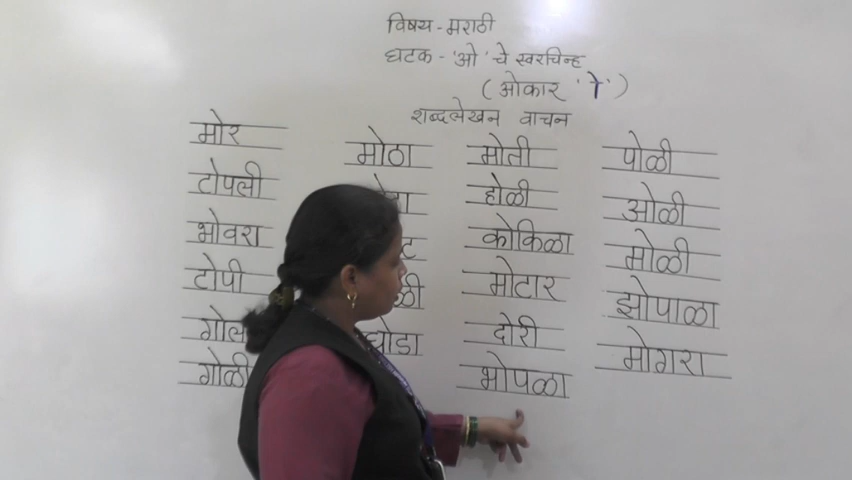 विषय - मराठी
घटक - 'ओ' चे स्वरचिन्ह
(ओकार 'ो')
शब्दलेखन वाचन
मोर
टोपली
भोवरा
टोपी
गोल
गोळी
मोठा
घोडा
मोती
होळी
कोकिळा
मोटार
दोरी
भोपळा
पोळी
ओळी
मोळी
झोपाळा
मोगरा